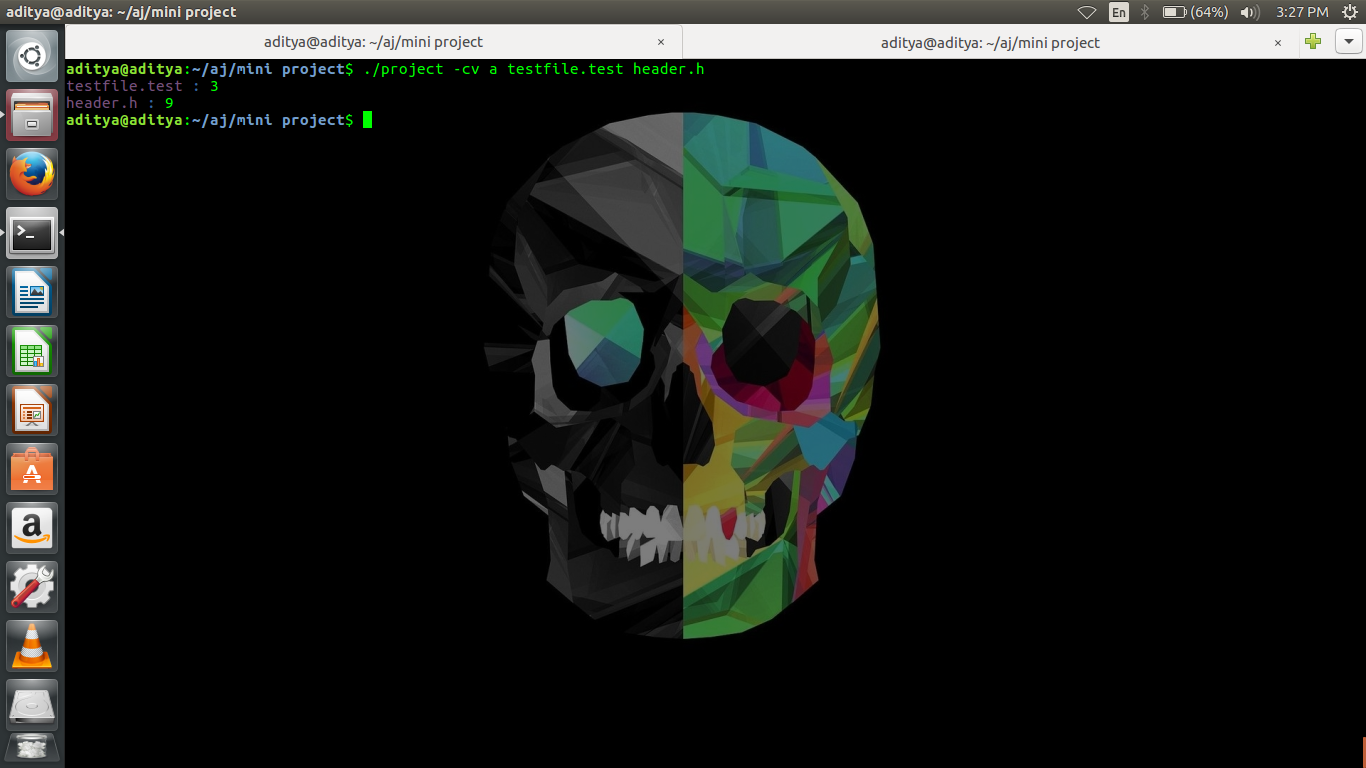 aditya@aditya: ~/aj/mini project
En
(64%)
3:27 PM
aditya@aditya: ~/aj/mini project ×
aditya@aditya: ~/aj/mini project ×
aditya@aditya:~/aj/mini project$ ./project -cv a testfile.test header.h
testfile.test : 3
header.h : 9
aditya@aditya:~/aj/mini project$
>_
A
a